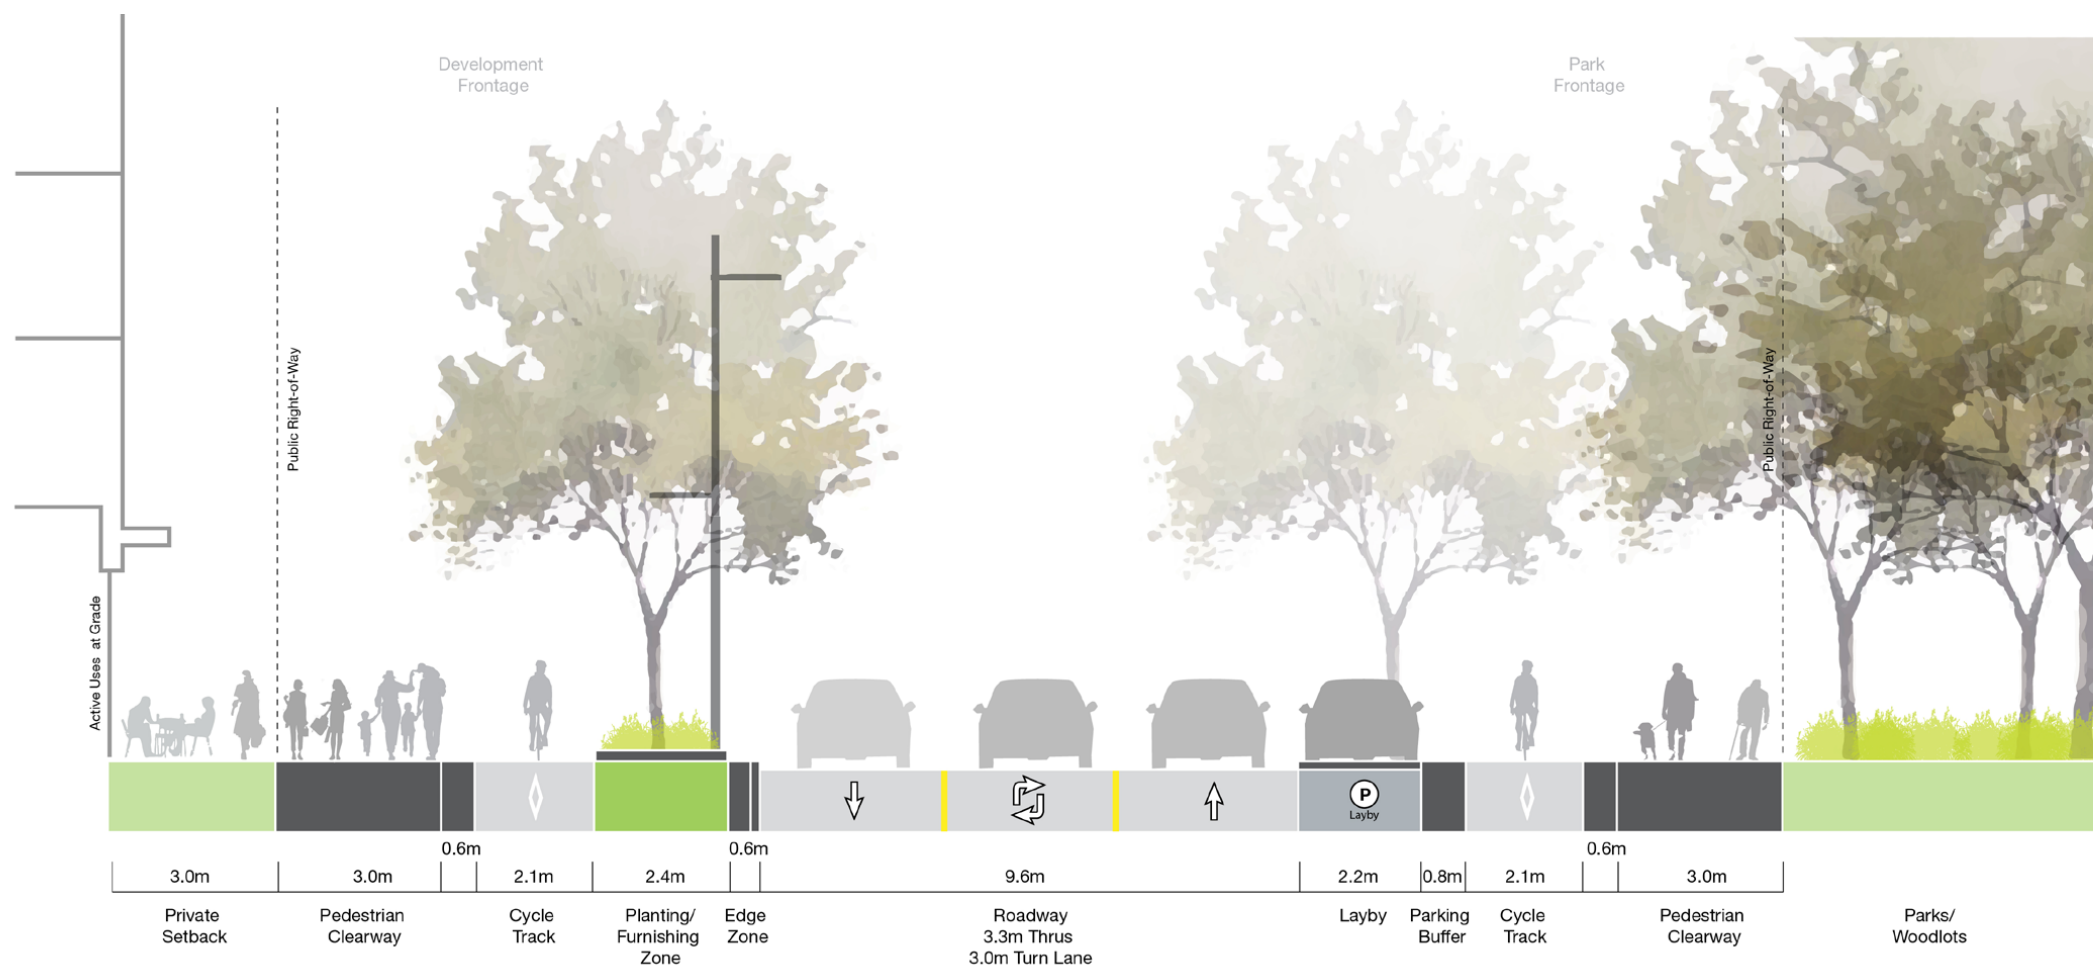 Development
Frontage
Park
Frontage
Public Right-of-Way
Public Right-of-Way
Active Uses at Grade
P
Layby
0.6m
0.6m
0.6m
3.0m
3.0m
2.1m
2.4m
9.6m
2.2m
0.8m
2.1m
3.0m
Private
Setback
Pedestrian
Clearway
Cycle
Track
Planting/
Furnishing
Zone
Edge
Zone
Roadway
3.3m Thrus
3.0m Turn Lane
Layby
Parking
Buffer
Cycle
Track
Pedestrian
Clearway
Parks/
Woodlots